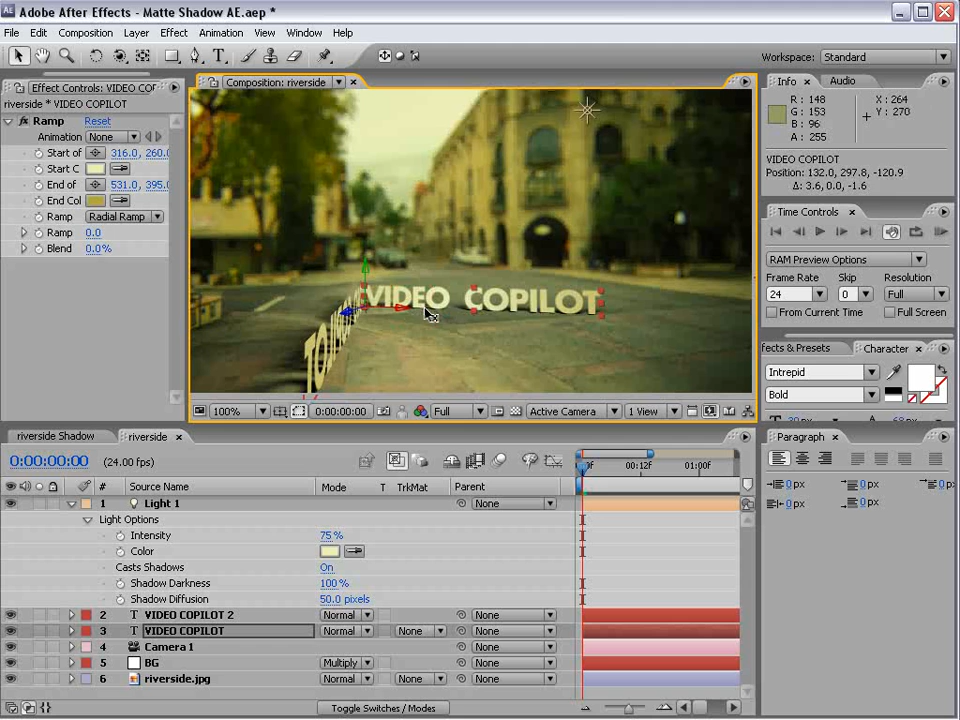 Adobe After Effects - Matte Shadow AE.aep *
File Edit Composition Layer Effect Animation View Window Help
Workspace: Standard
Effect Controls: VIDEO COP
riverside * VIDEO COPILOT
Ramp Reset
Animation None
Start of 316.0, 260.0
Start C
End of 531.0, 395.0
End Col
Ramp Radial Ramp
Ramp 0.0
Blend 0.0%
Composition: riverside
VIDEO COPILOT
100% 0:00:00:00 Full Active Camera 1 View
Info Audio
R: 148 X: 264
G: 153 Y: 270
B: 96
A: 255
VIDEO COPILOT
Position: 132.0, 297.8, -120.9
Δ: 3.6, 0.0, -1.6
Time Controls
RAM Preview Options
Frame Rate Skip Resolution
24 0 Full
From Current Time Full Screen
fects & Presets Character
Intrepid
Bold
Paragraph
0 px 0 px 0 px
0 px 0 px
riverside Shadow riverside
0:00:00:00 (24.00 fps)
00:12f 01:00f
# Source Name Mode T TrkMat Parent
1 Light 1 None
Light Options
Intensity 75 %
Color
Casts Shadows On
Shadow Darkness 100 %
Shadow Diffusion 50.0 pixels
2 VIDEO COPILOT 2 Normal None
3 VIDEO COPILOT Normal None None
4 Camera 1 None
5 BG Multiply None
6 riverside.jpg Normal None None
Toggle Switches / Modes